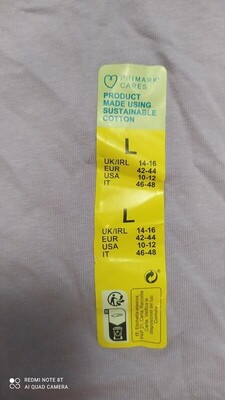 PRIMARK
CARES
PRODUCT
MADE USING
SUSTAINABLE
COTTON
L
UK/IRL 14-16
EUR 42-44
USA 10-12
IT 46-48
L
UK/IRL 14-16
EUR 42-44
USA 10-12
IT 46-48
REDMI NOTE 8T
AI QUAD CAMERA